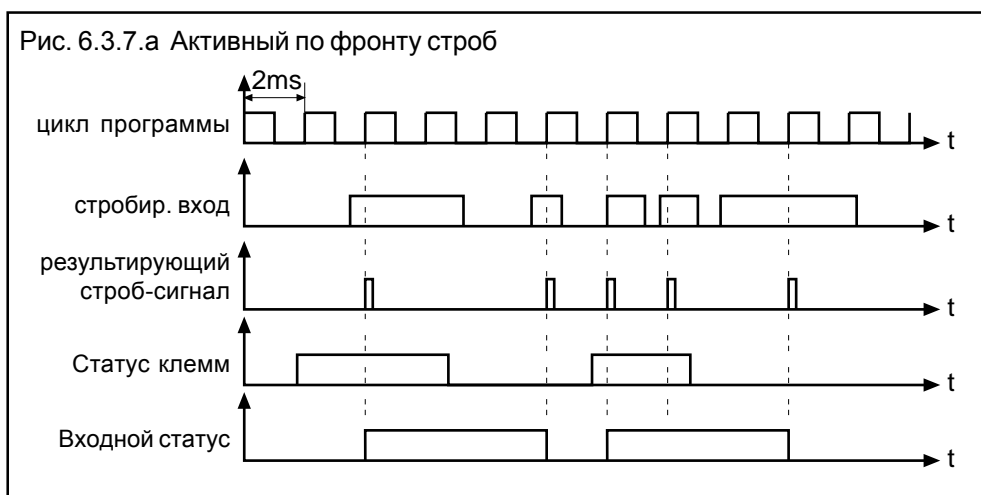 Рис. 6.3.7.а Активный по фронту строб
2ms
цикл программы
t
стробир. вход
t
результирующий
строб-сигнал
t
Статус клемм
t
Входной статус
t